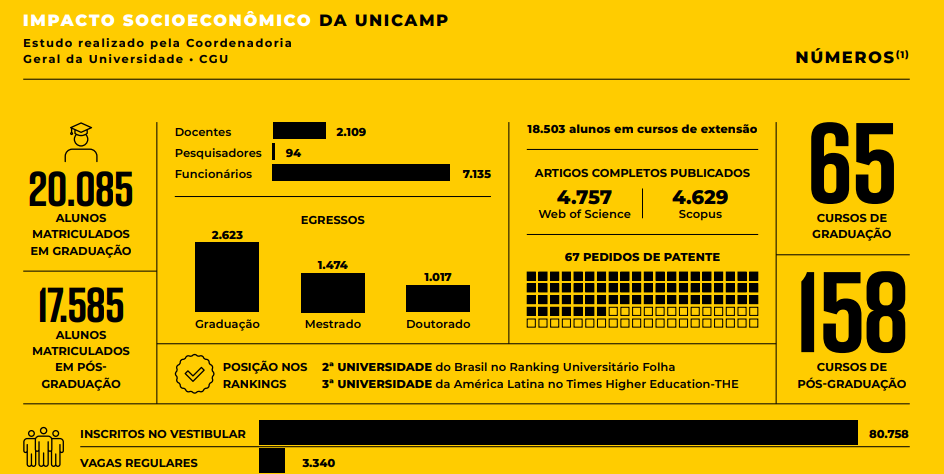 IMPACTO SOCIOECONÔMICO DA UNICAMP
Estudo realizado pela Coordenadoria
Geral da Universidade • CGU
NÚMEROS(1)
20.085
ALUNOS
MATRICULADOS
EM GRADUAÇÃO
17.585
ALUNOS
MATRICULADOS
EM PÓS-
GRADUAÇÃO
Docentes 2.109
Pesquisadores 94
Funcionários 7.135
EGRESSOS
2.623
1.474
1.017
Graduação Mestrado Doutorado
18.503 alunos em cursos de extensão
ARTIGOS COMPLETOS PUBLICADOS
4.757 4.629
Web of Science Scopus
67 PEDIDOS DE PATENTE
65
CURSOS DE
GRADUAÇÃO
158
CURSOS DE
PÓS-GRADUAÇÃO
POSIÇÃO NOS
RANKINGS
2ª UNIVERSIDADE do Brasil no Ranking Universitário Folha
3ª UNIVERSIDADE da América Latina no Times Higher Education-THE
INSCRITOS NO VESTIBULAR 80.758
VAGAS REGULARES 3.340